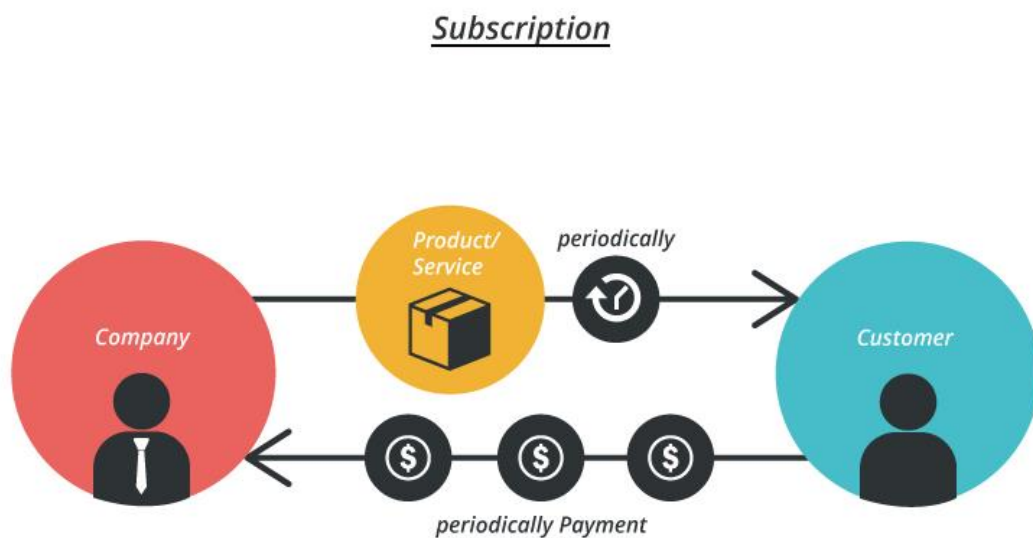 Subscription
Product/
Service
periodically
Company
Customer
$ $ $
periodically Payment